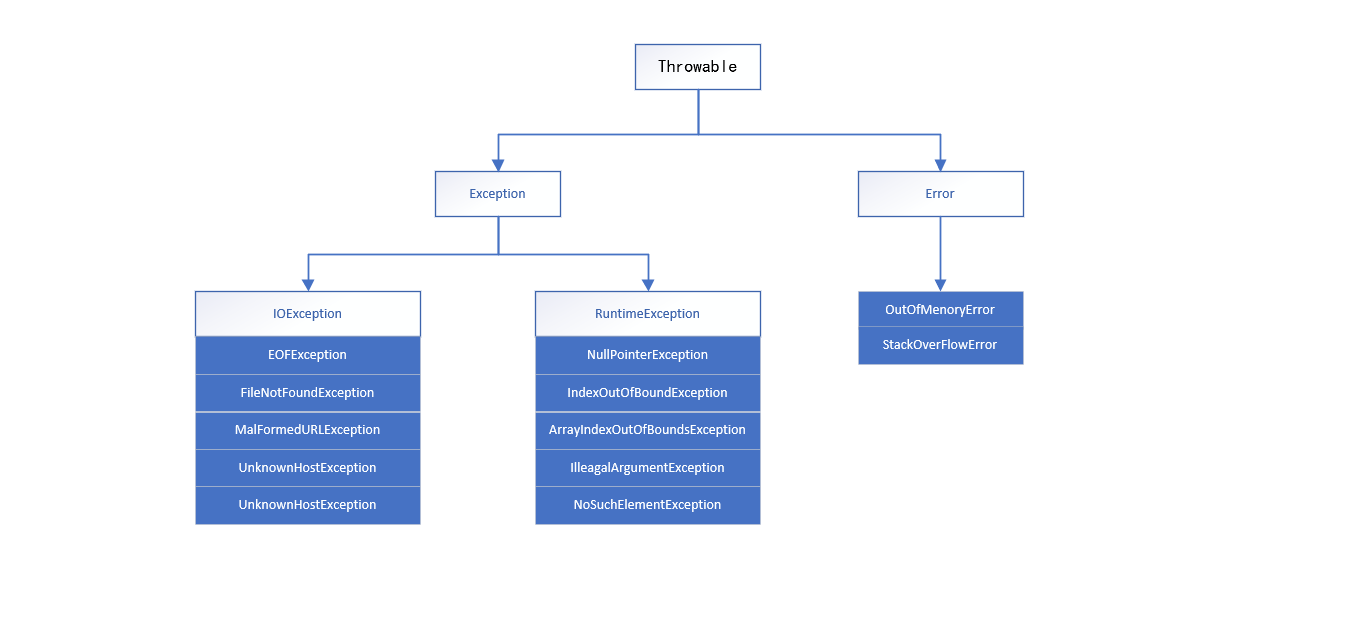 Throwable
Exception
Error
IOException
EOFException
FileNotFoundException
MalFormedURLException
UnknownHostException
UnknownHostException
RuntimeException
NullPointerException
IndexOutOfBoundException
ArrayIndexOutOfBoundsException
IlleagalArgumentException
NoSuchElementException
OutOfMenoryError
StackOverFlowError